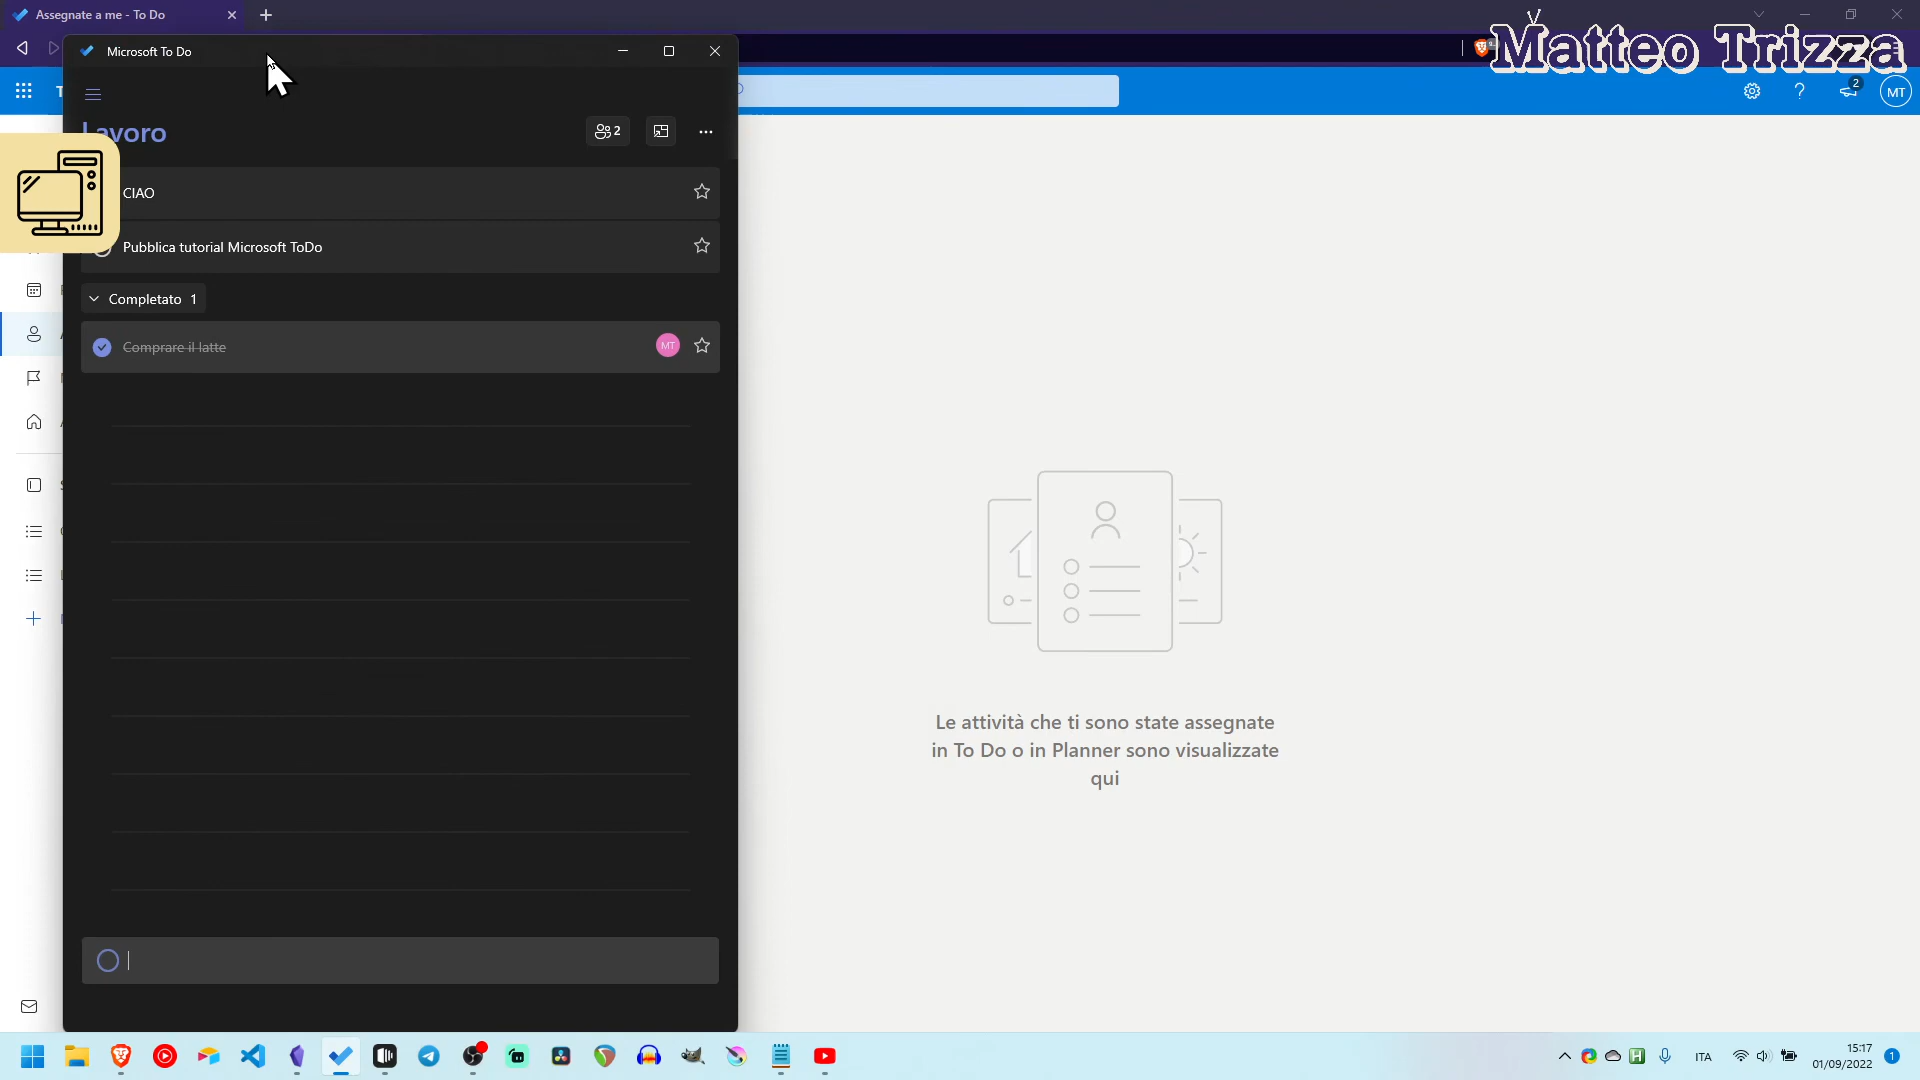 Assegnate a me - To Do
Matteo Trizza
Microsoft To Do
2
MT
Lavoro
2
CIAO
Pubblica tutorial Microsoft ToDo
Completato 1
Comprare il latte
MT
Le attività che ti sono state assegnate
in To Do o in Planner sono visualizzate
qui
ITA
15:17
01/09/2022
1